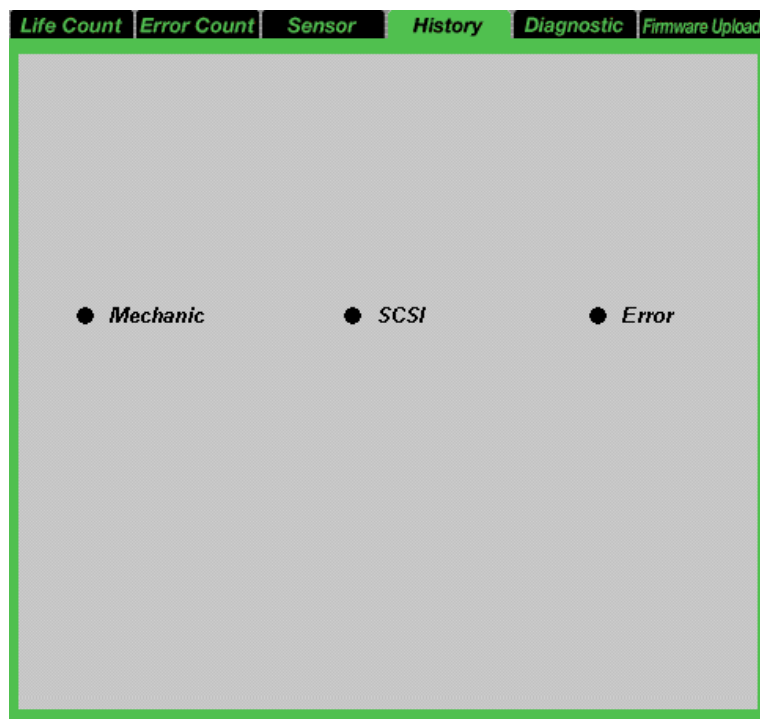 Life Count Error Count Sensor History Diagnostic Firmware Upload
Mechanic SCSI Error